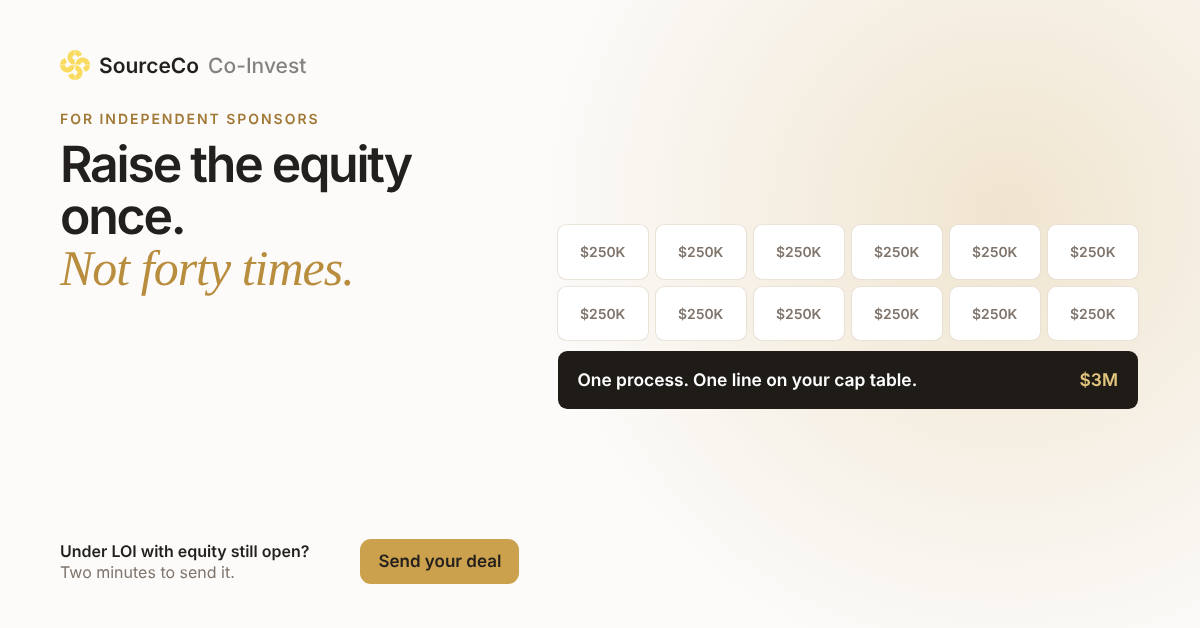 SourceCo Co-Invest
FOR INDEPENDENT SPONSORS
Raise the equity
once.
Not forty times.
$250K $250K $250K $250K $250K $250K
$250K $250K $250K $250K $250K $250K
One process. One line on your cap table. $3M
Under LOI with equity still open?
Two minutes to send it.
Send your deal